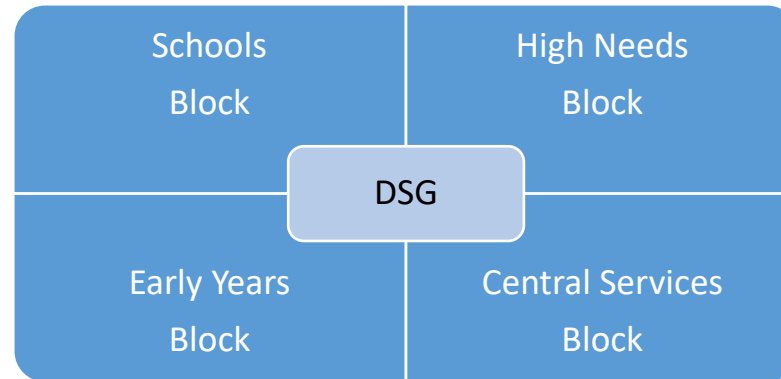 Schools
Block
High Needs
Block
DSG
Early Years
Block
Central Services
Block